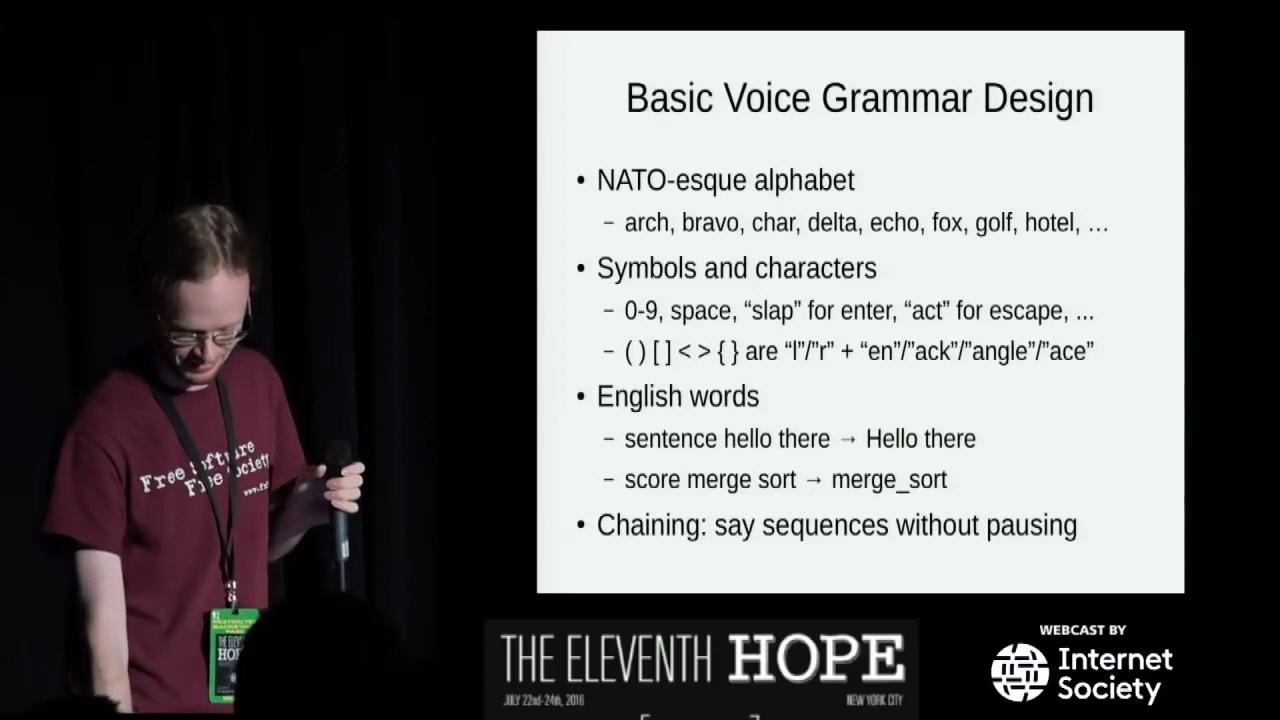 Basic Voice Grammar Design
• NATO-esque alphabet
– arch, bravo, char, delta, echo, fox, golf, hotel, …
• Symbols and characters
– 0-9, space, “slap” for enter, “act” for escape, ...
– ( ) [ ] < > { } are “l”/”r” + “en”/”ack”/”angle”/”ace”
• English words
– sentence hello there → Hello there
– score merge sort → merge_sort
• Chaining: say sequences without pausing
Free Software
Free Society
THE ELEVENTH HOPE
JULY 22nd-24th, 2016
NEW YORK CITY
WEBCAST BY
Internet
Society